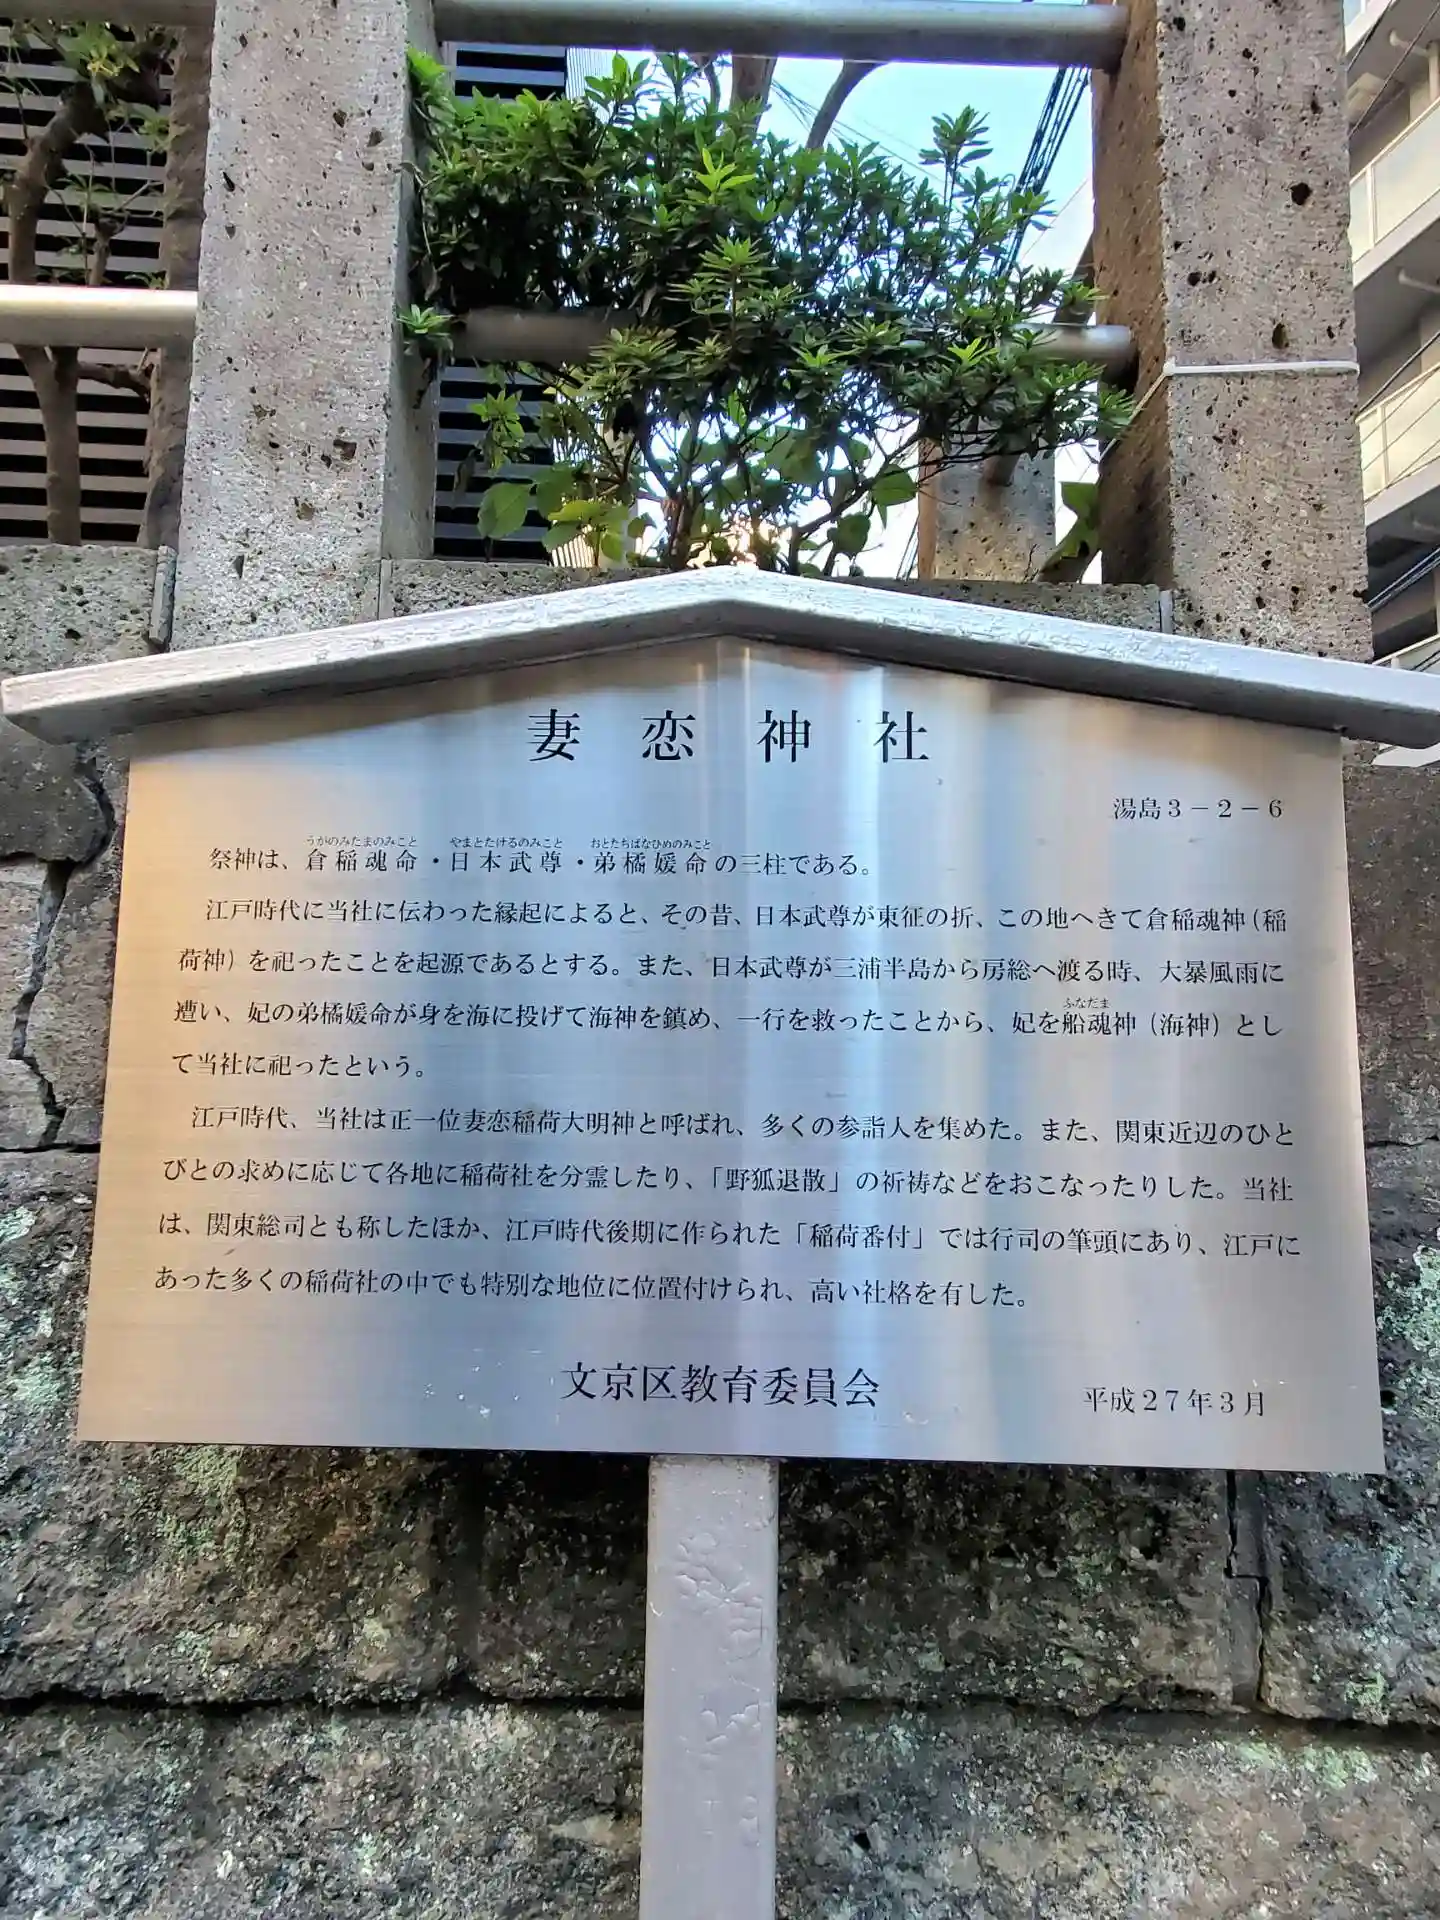 妻恋神社
湯島３－２－６
うがのみたまのみこと　やまとたけるのみこと　おとたちばなひめのみこと
祭神は、倉稲魂命・日本武尊・弟橘媛命の三柱である。
江戸時代に当社に伝わった縁起によると、その昔、日本武尊が東征の折、この地へきて倉稲魂神（稲
荷神）を祀ったことを起源であるとする。また、日本武尊が三浦半島から房総へ渡る時、大暴風雨に
ふなだま
遭い、妃の弟橘媛命が身を海に投げて海神を鎮め、一行を救ったことから、妃を船魂神（海神）とし
て当社に祀ったという。
江戸時代、当社は正一位妻恋稲荷大明神と呼ばれ、多くの参詣人を集めた。また、関東近辺のひと
びとの求めに応じて各地に稲荷社を分霊したり、「野狐退散」の祈祷などをおこなったりした。当社
は、関東総司とも称したほか、江戸時代後期に作られた「稲荷番付」では行司の筆頭にあり、江戸に
あった多くの稲荷社の中でも特別な地位に位置付けられ、高い社格を有した。
文京区教育委員会
平成２７年３月